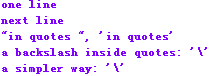 one line
next line
"in quotes ", 'in quotes'
a backslash inside quotes: '\'
a simpler way: '\'